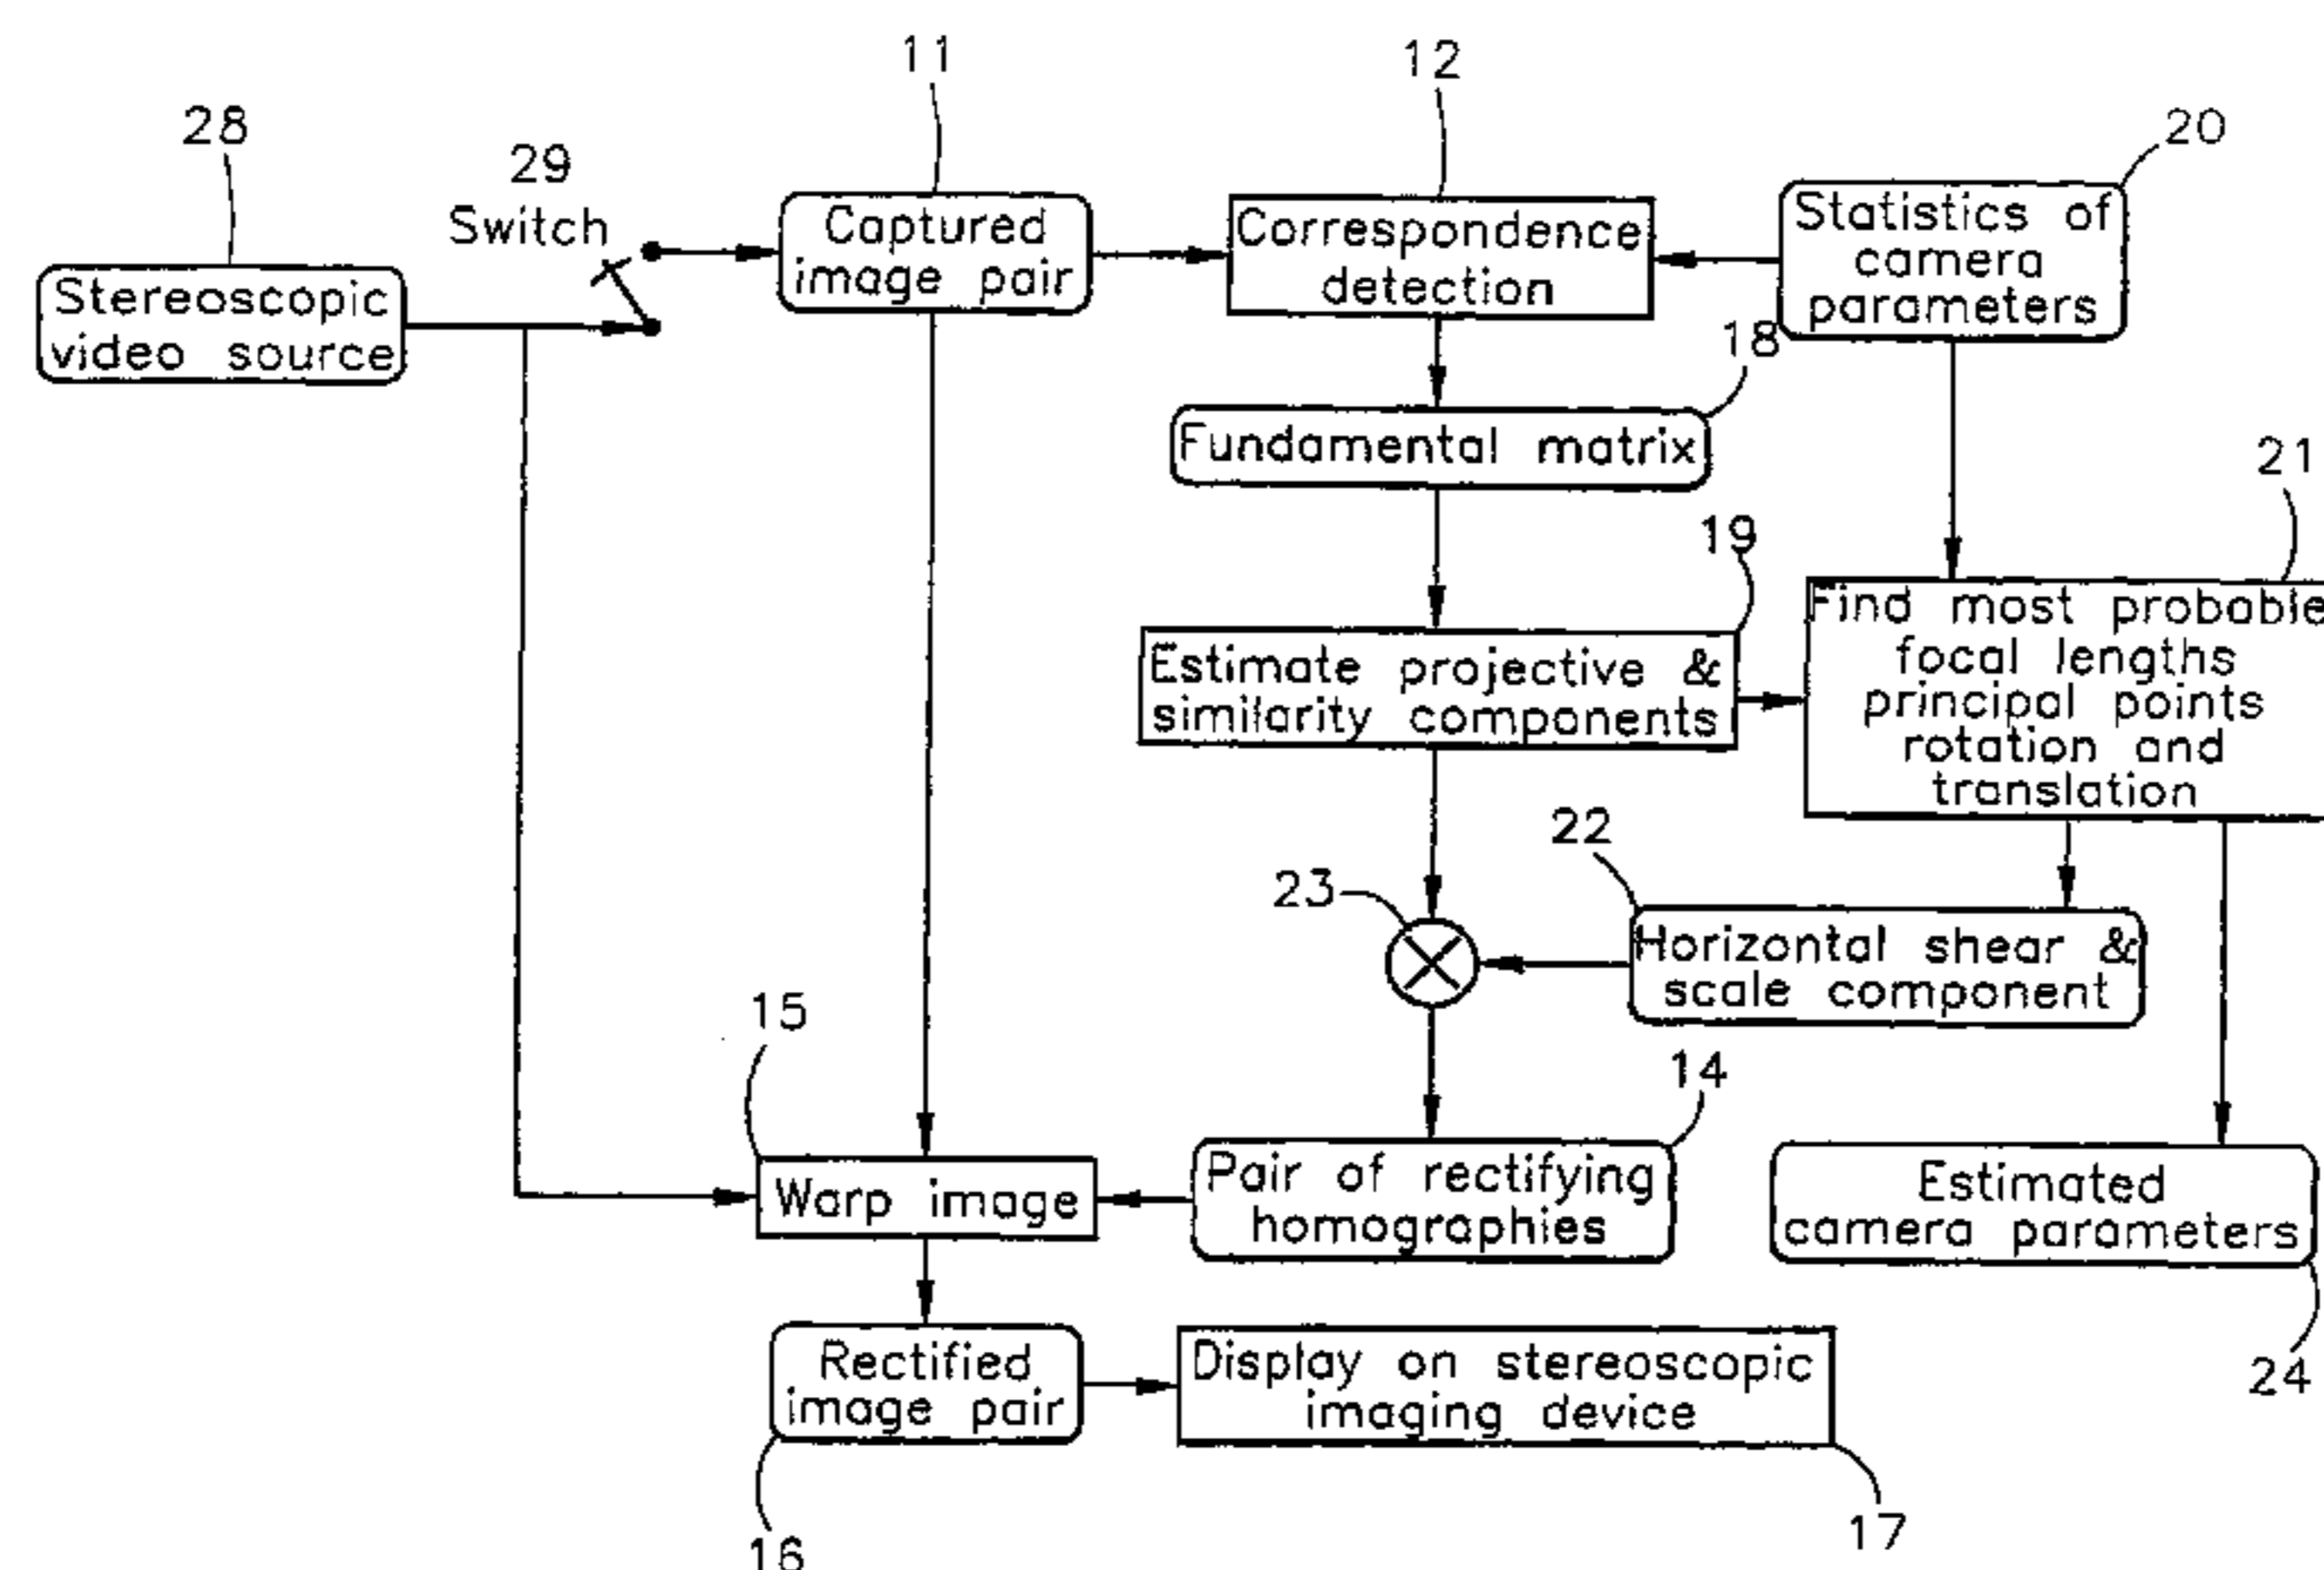 11
12
28
29
20
Switch
Captured
image pair
Correspondence
detection
Statistics of
camera
parameters
Stereoscopic
video source
18
Fundamental matrix
21
19
Estimate projective &
similarity components
Find most probable
focal lengths
principal points
rotation and
translation
22
23
Horizontal shear &
scale component
15
14
Warp image
Pair of rectifying
homographies
Estimated
camera parameters
Rectified
image pair
Display on stereoscopic
imaging device
24
16
17